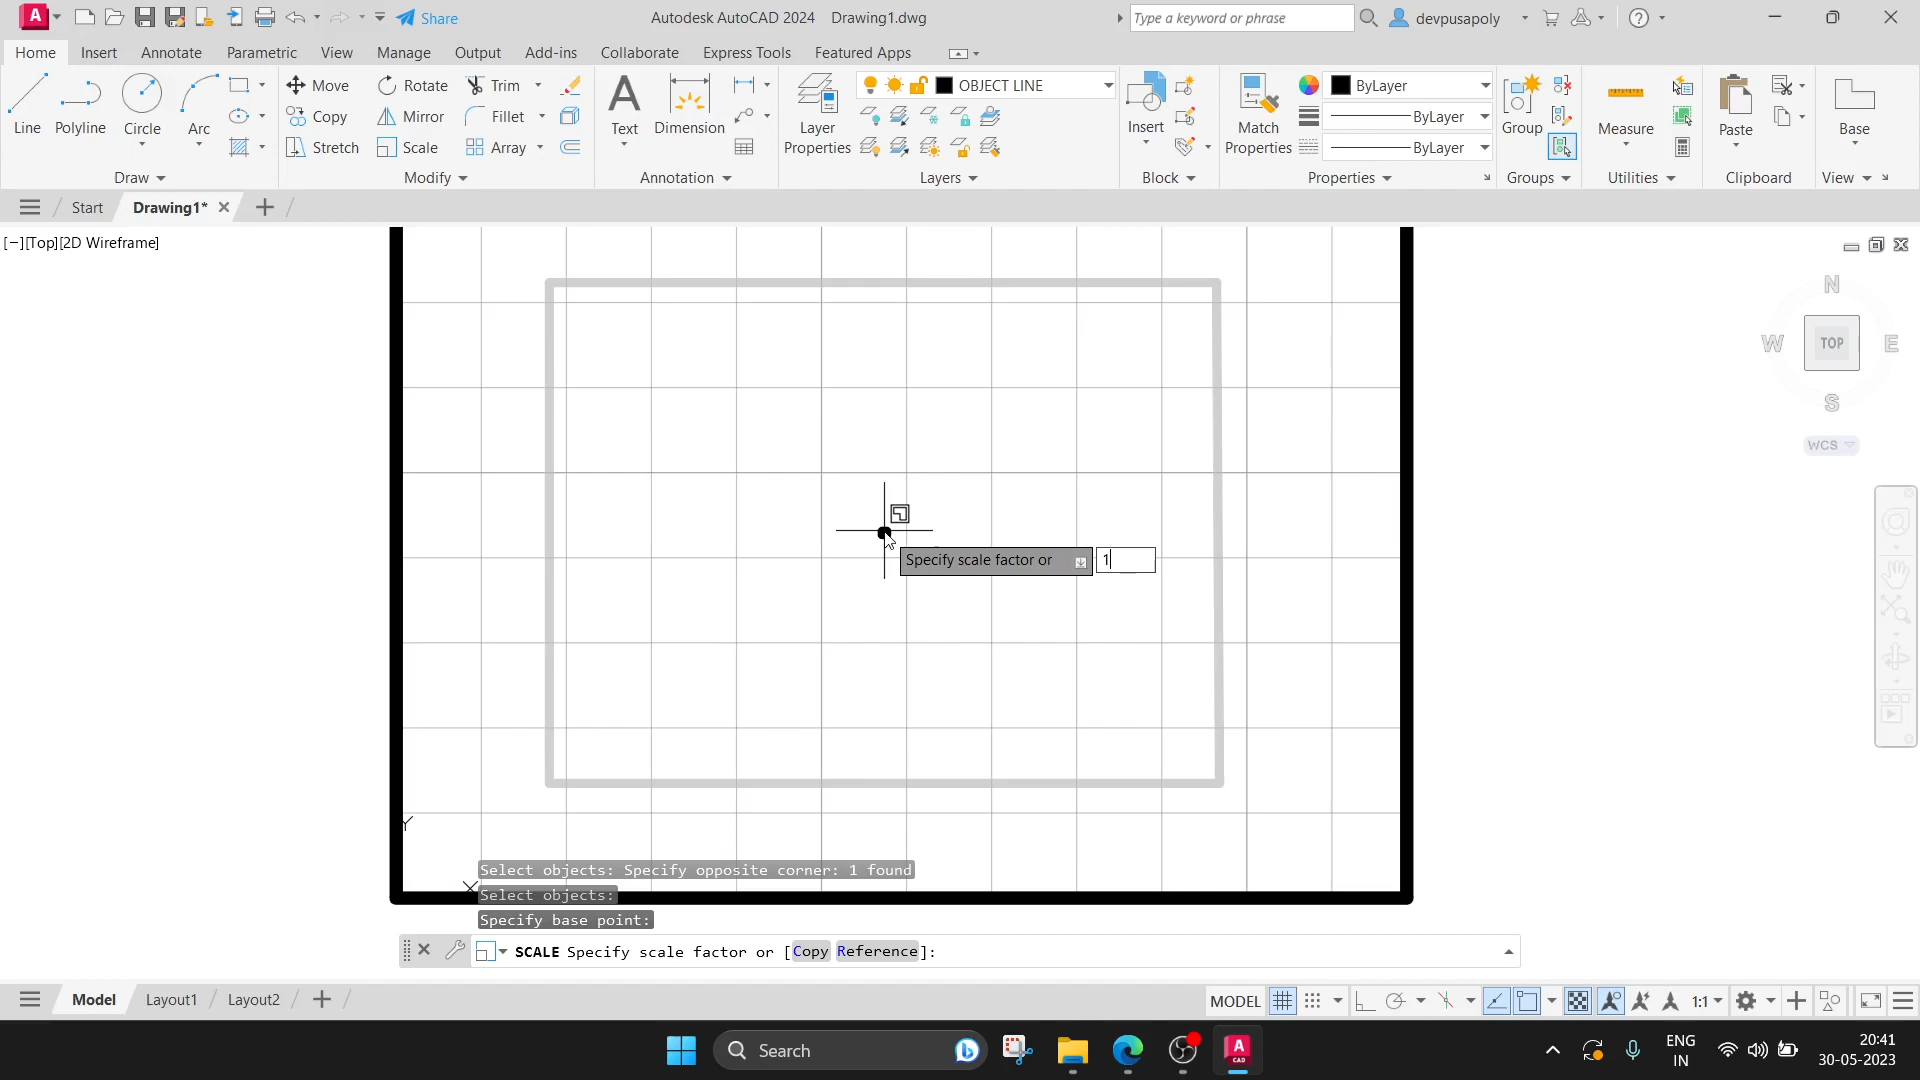 Share
Autodesk AutoCAD 2024 Drawing1.dwg
Type a keyword or phrase
devpusapoly
Home Insert Annotate Parametric View Manage Output Add-ins Collaborate Express Tools Featured Apps
Line Polyline Circle Arc
Move Rotate Trim
Copy Mirror Fillet
Stretch Scale Array
Text Dimension
Layer Properties
OBJECT LINE
Insert
Match Properties
ByLayer
ByLayer
ByLayer
Group
Measure
Paste
Base
Draw Modify Annotation Layers Block Properties Groups Utilities Clipboard View
Start Drawing1*
[−][Top][2D Wireframe]
N
W TOP E
S
WCS
Specify scale factor or 1
Y
X
Select objects: Specify opposite corner: 1 found
Select objects:
Specify base point:
SCALE Specify scale factor or [Copy Reference]:
Model Layout1 Layout2
MODEL 1:1
Search
A CAD
ENG IN
20:41
30-05-2023